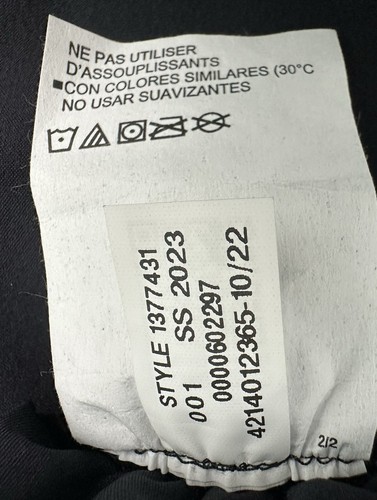 NE PAS UTILISER
D'ASSOUPLISSANTS
■CON COLORES SIMILARES (30°C
NO USAR SUAVIZANTES
STYLE 1377431
001 SS 2023
0000602297
4214012365-10/22
2/2